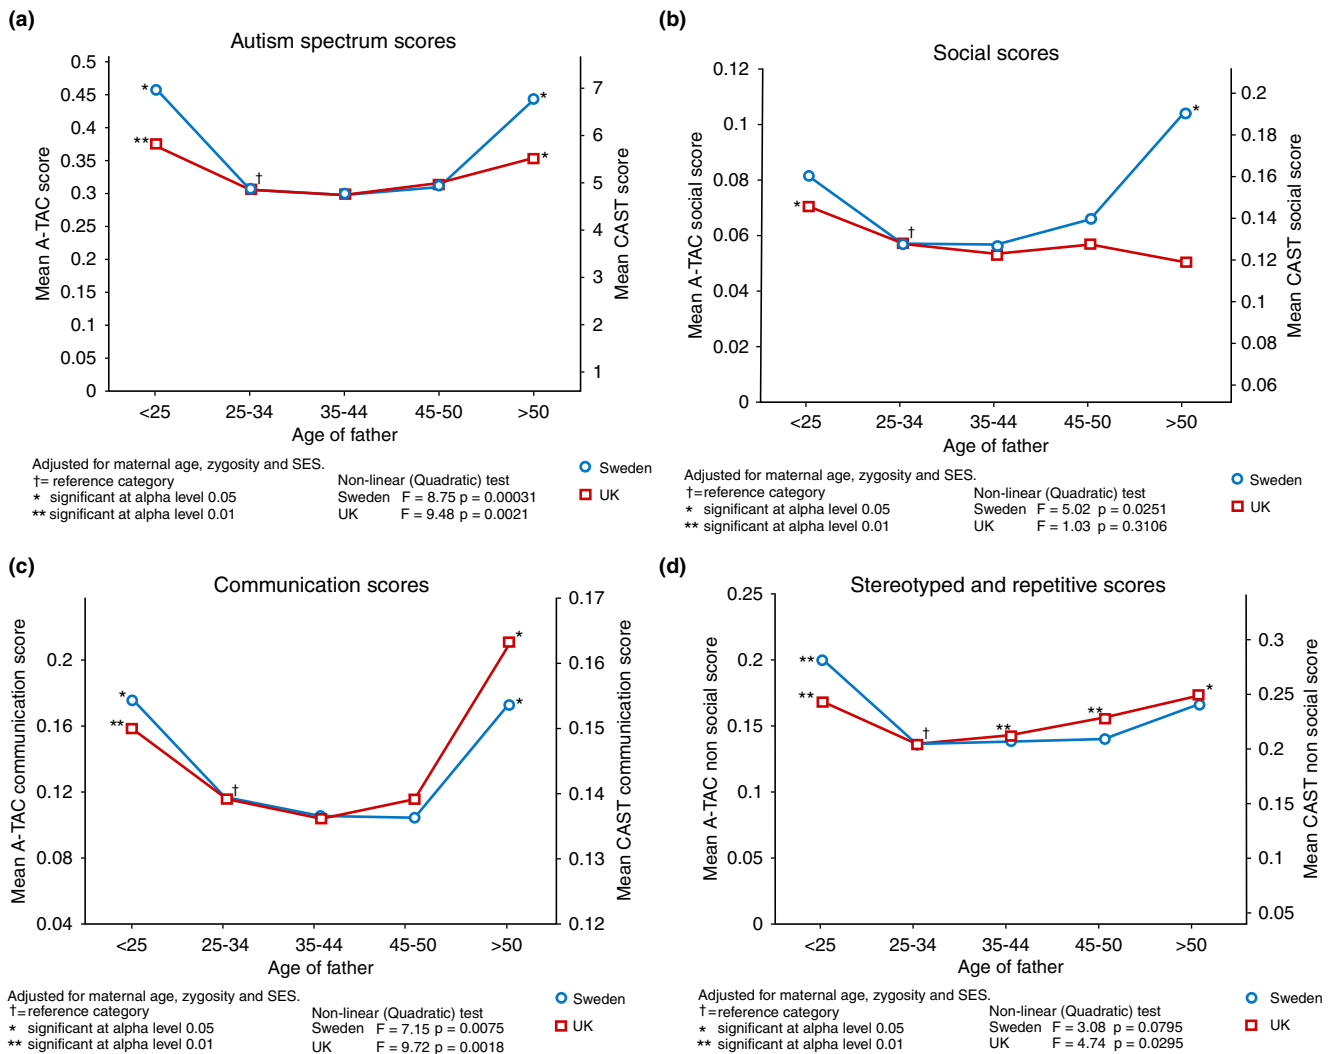 (a)
Autism spectrum scores
Mean A-TAC score
0.5
0.45
0.4
0.35
0.3
0.25
0.2
0.15
0.1
0.05
0
7
6
5
4
3
2
1
Mean CAST score
*
**
†
*
*
<25 25-34 35-44 45-50 >50
Age of father
Adjusted for maternal age, zygosity and SES.
†= reference category
* significant at alpha level 0.05
** significant at alpha level 0.01
Non-linear (Quadratic) test
Sweden F = 8.75 p = 0.00031
UK F = 9.48 p = 0.0021
Sweden
UK
(b)
Social scores
Mean A-TAC social score
0.12
0.1
0.08
0.06
0.04
0.02
0
0.2
0.18
0.16
0.14
0.12
0.1
0.08
0.06
Mean CAST social score
*
†
*
<25 25-34 35-44 45-50 >50
Age of father
Adjusted for maternal age, zygosity and SES.
†=reference category
* significant at alpha level 0.05
** significant at alpha level 0.01
Non-linear (Quadratic) test
Sweden F = 5.02 p = 0.0251
UK F = 1.03 p = 0.3106
Sweden
UK
(c)
Communication scores
Mean A-TAC communication score
0.2
0.16
0.12
0.08
0.04
0.17
0.16
0.15
0.14
0.13
0.12
Mean CAST communication score
*
**
†
*
*
<25 25-34 35-44 45-50 >50
Age of father
Adjusted for maternal age, zygosity and SES.
†=reference category
* significant at alpha level 0.05
** significant at alpha level 0.01
Non-linear (Quadratic) test
Sweden F = 7.15 p = 0.0075
UK F = 9.72 p = 0.0018
Sweden
UK
(d)
Stereotyped and repetitive scores
Mean A-TAC non social score
0.25
0.2
0.15
0.1
0.05
0
0.3
0.25
0.2
0.15
0.1
0.05
Mean CAST non social score
**
**
†
**
**
*
<25 25-34 35-44 45-50 >50
Age of father
Adjusted for maternal age, zygosity and SES.
†=reference category
* significant at alpha level 0.05
** significant at alpha level 0.01
Non-linear (Quadratic) test
Sweden F = 3.08 p = 0.0795
UK F = 4.74 p = 0.0295
Sweden
UK